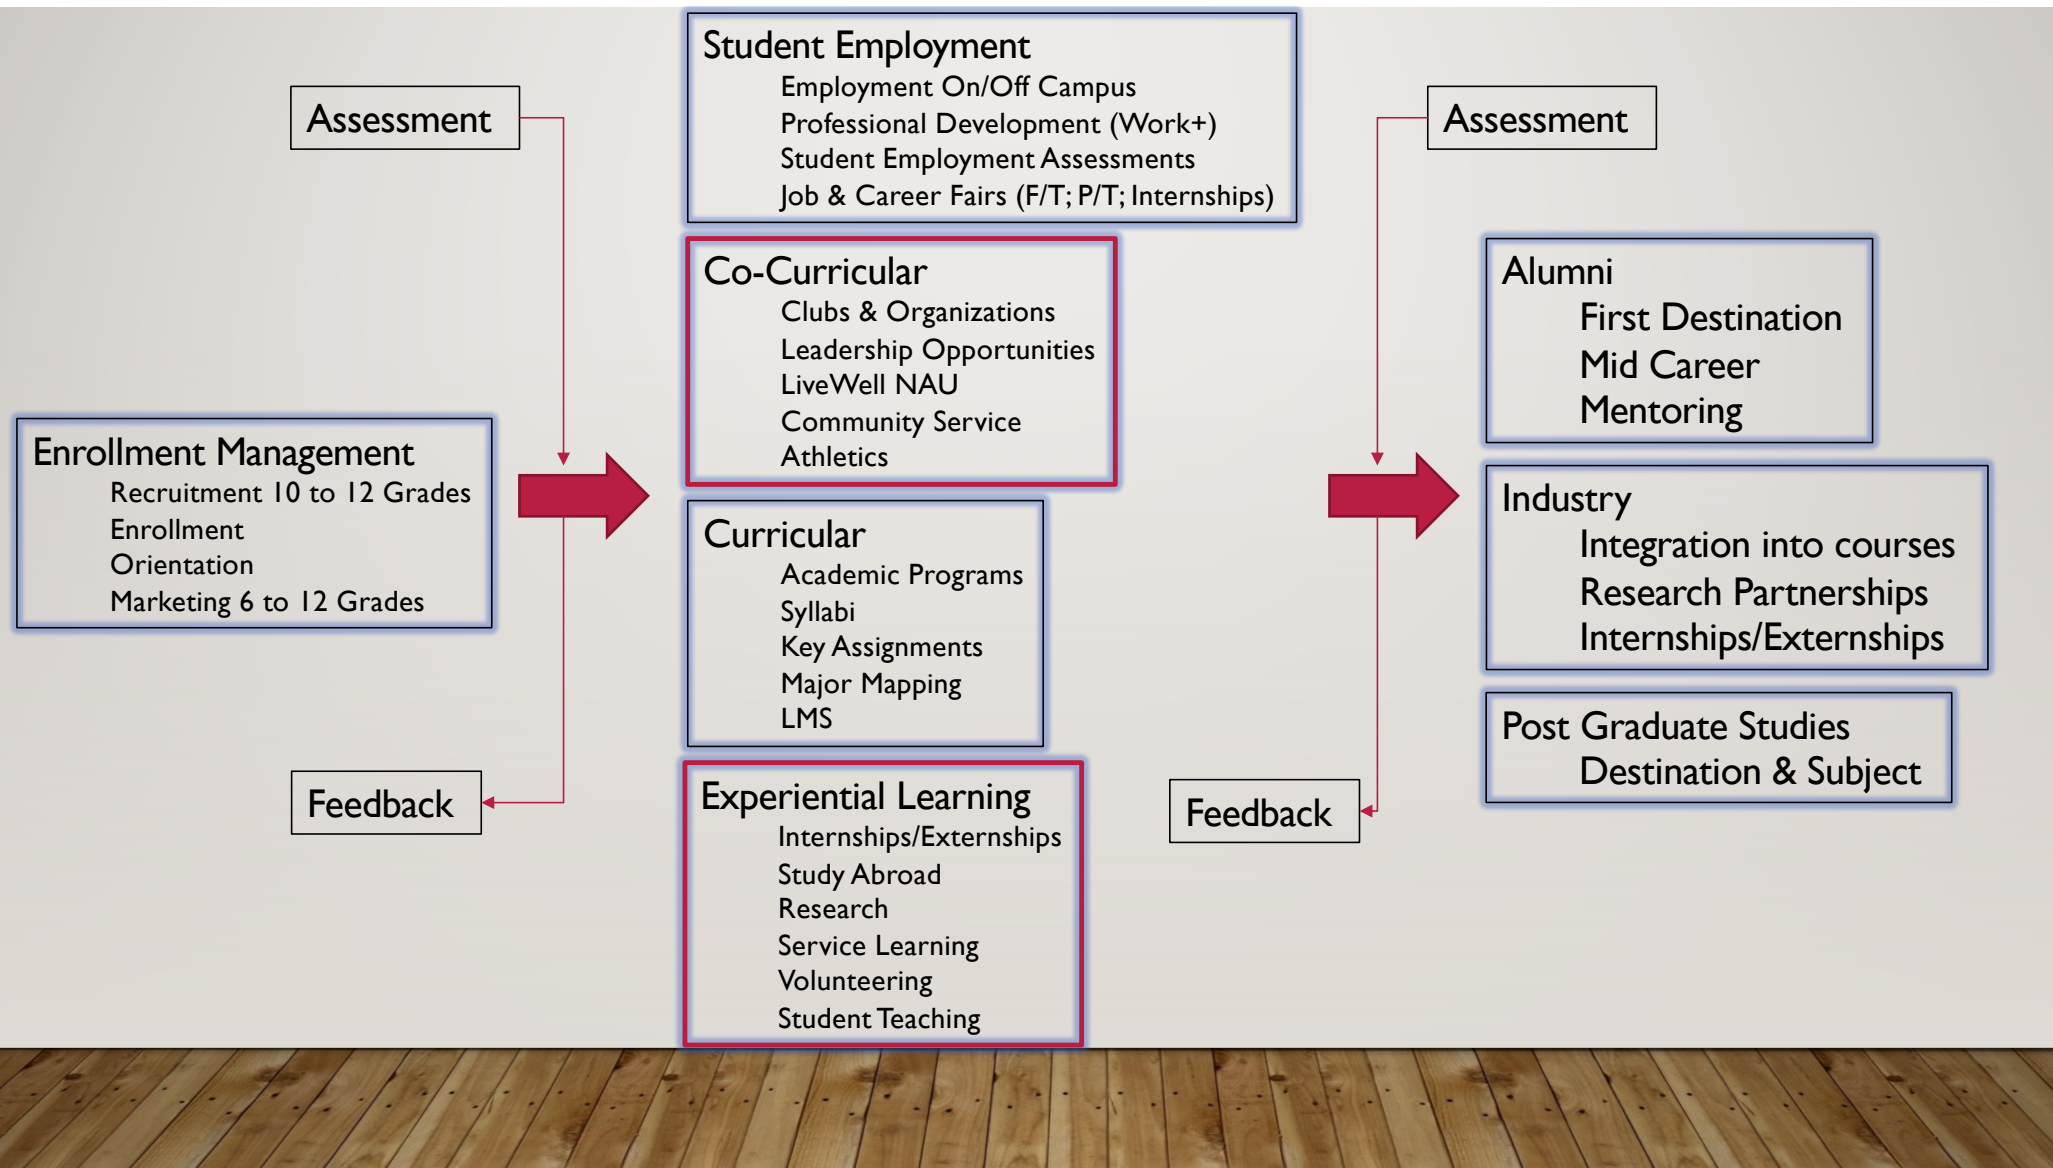 Assessment
Enrollment Management
Recruitment 10 to 12 Grades
Enrollment
Orientation
Marketing 6 to 12 Grades
Feedback
Student Employment
Employment On/Off Campus
Professional Development (Work+)
Student Employment Assessments
Job & Career Fairs (F/T; P/T; Internships)
Co-Curricular
Clubs & Organizations
Leadership Opportunities
LiveWell NAU
Community Service
Athletics
Curricular
Academic Programs
Syllabi
Key Assignments
Major Mapping
LMS
Experiential Learning
Internships/Externships
Study Abroad
Research
Service Learning
Volunteering
Student Teaching
Assessment
Feedback
Alumni
First Destination
Mid Career
Mentoring
Industry
Integration into courses
Research Partnerships
Internships/Externships
Post Graduate Studies
Destination & Subject